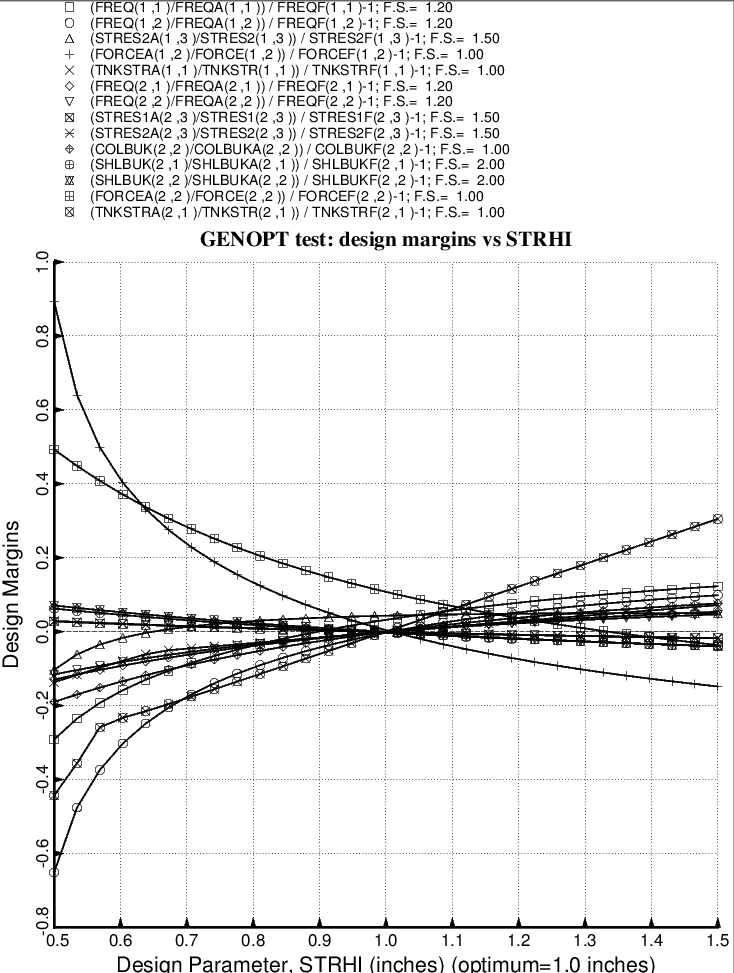 (FREQ(1 ,1 )/FREQA(1 ,1 )) / FREQF(1 ,1 )-1; F.S.= 1.20
(FREQ(1 ,2 )/FREQA(1 ,2 )) / FREQF(1 ,2 )-1; F.S.= 1.20
(STRES2A(1 ,3 )/STRES2(1 ,3 )) / STRES2F(1 ,3 )-1; F.S.= 1.50
(FORCEA(1 ,2 )/FORCE(1 ,2 )) / FORCEF(1 ,2 )-1; F.S.= 1.00
(TNKSTRA(1 ,1 )/TNKSTR(1 ,1 )) / TNKSTRF(1 ,1 )-1; F.S.= 1.00
(FREQ(2 ,1 )/FREQA(2 ,1 )) / FREQF(2 ,1 )-1; F.S.= 1.20
(FREQ(2 ,2 )/FREQA(2 ,2 )) / FREQF(2 ,2 )-1; F.S.= 1.20
(STRES1A(2 ,3 )/STRES1(2 ,3 )) / STRES1F(2 ,3 )-1; F.S.= 1.50
(STRES2A(2 ,3 )/STRES2(2 ,3 )) / STRES2F(2 ,3 )-1; F.S.= 1.50
(COLBUK(2 ,2 )/COLBUKA(2 ,2 )) / COLBUKF(2 ,2 )-1; F.S.= 1.00
(SHLBUK(2 ,1 )/SHLBUKA(2 ,1 )) / SHLBUKF(2 ,1 )-1; F.S.= 2.00
(SHLBUK(2 ,2 )/SHLBUKA(2 ,2 )) / SHLBUKF(2 ,2 )-1; F.S.= 2.00
(FORCEA(2 ,2 )/FORCE(2 ,2 )) / FORCEF(2 ,2 )-1; F.S.= 1.00
(TNKSTRA(2 ,1 )/TNKSTR(2 ,1 )) / TNKSTRF(2 ,1 )-1; F.S.= 1.00
GENOPT test: design margins vs STRHI
1.0
0.8
0.6
0.4
0.2
0.0
-0.2
-0.4
-0.6
-0.8
Design Margins
0.5 0.6 0.7 0.8 0.9 1.0 1.1 1.2 1.3 1.4 1.5
Design Parameter, STRHI (inches) (optimum=1.0 inches)